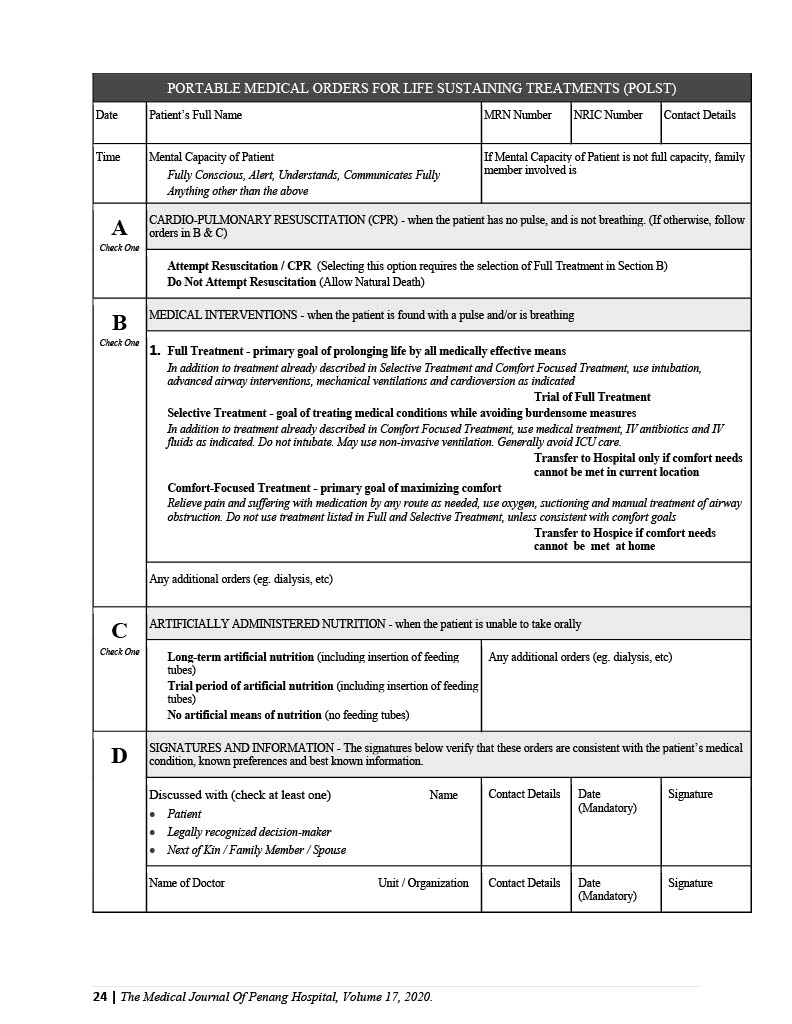 PORTABLE MEDICAL ORDERS FOR LIFE SUSTAINING TREATMENTS (POLST)
Date
Patient's Full Name
MRN Number
NRIC Number
Contact Details
Time
Mental Capacity of Patient
Fully Conscious, Alert, Understands, Communicates Fully
Anything other than the above
If Mental Capacity of Patient is not full capacity, family
member involved is
A
Check One
CARDIO-PULMONARY RESUSCITATION (CPR) - when the patient has no pulse, and is not breathing. (If otherwise, follow
orders in B & C)
Attempt Resuscitation / CPR (Selecting this option requires the selection of Full Treatment in Section B)
Do Not Attempt Resuscitation (Allow Natural Death)
B
Check One
MEDICAL INTERVENTIONS - when the patient is found with a pulse and/or is breathing
1. Full Treatment - primary goal of prolonging life by all medically effective means
In addition to treatment already described in Selective Treatment and Comfort Focused Treatment, use intubation,
advanced airway interventions, mechanical ventilations and cardioversion as indicated
Trial of Full Treatment
Selective Treatment - goal of treating medical conditions while avoiding burdensome measures
In addition to treatment already described in Comfort Focused Treatment, use medical treatment, IV antibiotics and IV
fluids as indicated. Do not intubate. May use non-invasive ventilation. Generally avoid ICU care.
Transfer to Hospital only if comfort needs
cannot be met in current location
Comfort-Focused Treatment - primary goal of maximizing comfort
Relieve pain and suffering with medication by any route as needed, use oxygen, suctioning and manual treatment of airway
obstruction. Do not use treatment listed in Full and Selective Treatment, unless consistent with comfort goals
Transfer to Hospice if comfort needs
cannot be met at home
Any additional orders (eg. dialysis, etc)
C
Check One
ARTIFICIALLY ADMINISTERED NUTRITION - when the patient is unable to take orally
Long-term artificial nutrition (including insertion of feeding
tubes)
Trial period of artificial nutrition (including insertion of feeding
tubes)
No artificial means of nutrition (no feeding tubes)
Any additional orders (eg. dialysis, etc)
D
SIGNATURES AND INFORMATION - The signatures below verify that these orders are consistent with the patient's medical
condition, known preferences and best known information.
Discussed with (check at least one)
Name
Contact Details
Date
(Mandatory)
Signature
• Patient
• Legally recognized decision-maker
• Next of Kin / Family Member / Spouse
Name of Doctor
Unit / Organization
Contact Details
Date
(Mandatory)
Signature
24 | The Medical Journal Of Penang Hospital, Volume 17, 2020.